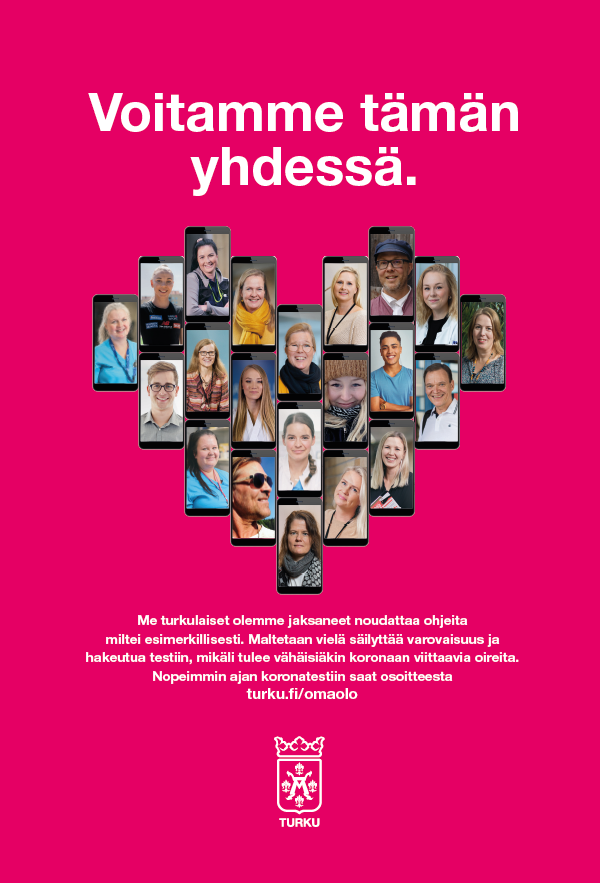 Voitamme tämän
yhdessä.
Me turkulaiset olemme jaksaneet noudattaa ohjeita
miltei esimerkillisesti. Maltetaan vielä säilyttää varovaisuus ja
hakeutua testiin, mikäli tulee vähäisiäkin koronaan viittaavia oireita.
Nopeimmin ajan koronatestiin saat osoitteesta
turku.fi/omaolo
TURKU